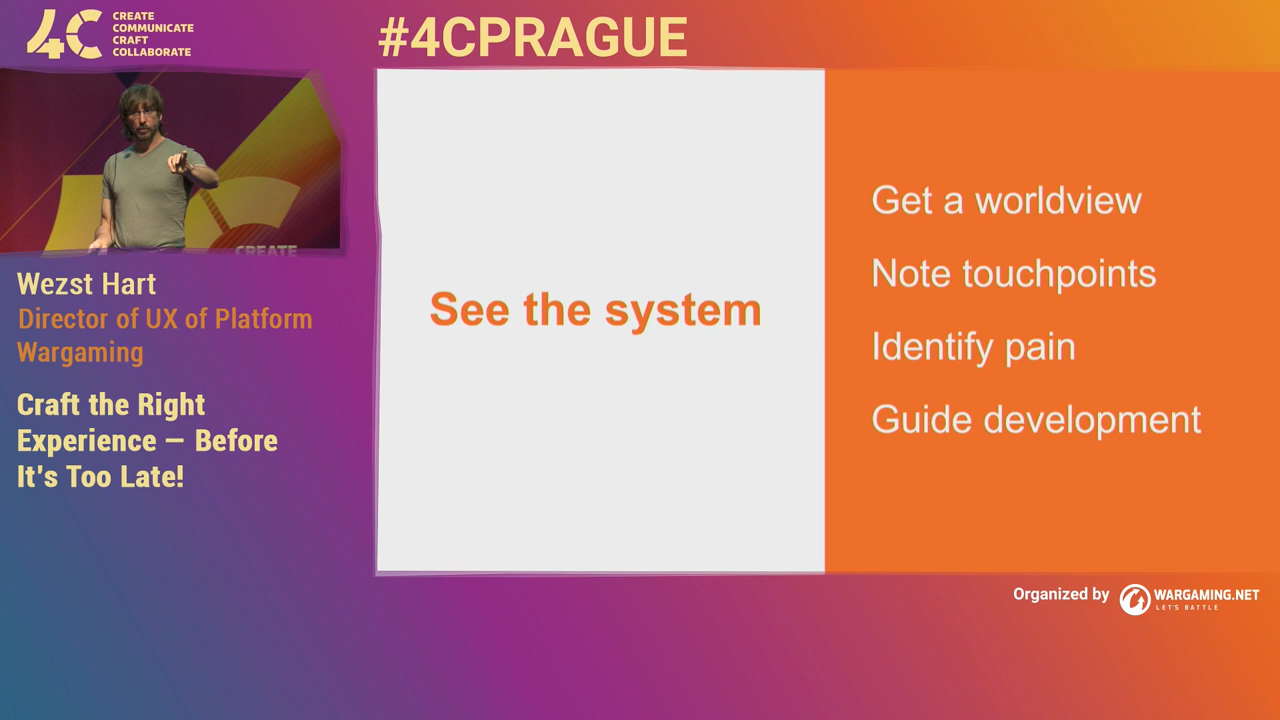 4C
CREATE
COMMUNICATE
CRAFT
COLLABORATE
#4CPRAGUE
CREATE
Wezst Hart
Director of UX of Platform
Wargaming
Craft the Right
Experience — Before
It's Too Late!
See the system
Get a worldview
Note touchpoints
Identify pain
Guide development
Organized by
WARGAMING.NET
LET'S BATTLE